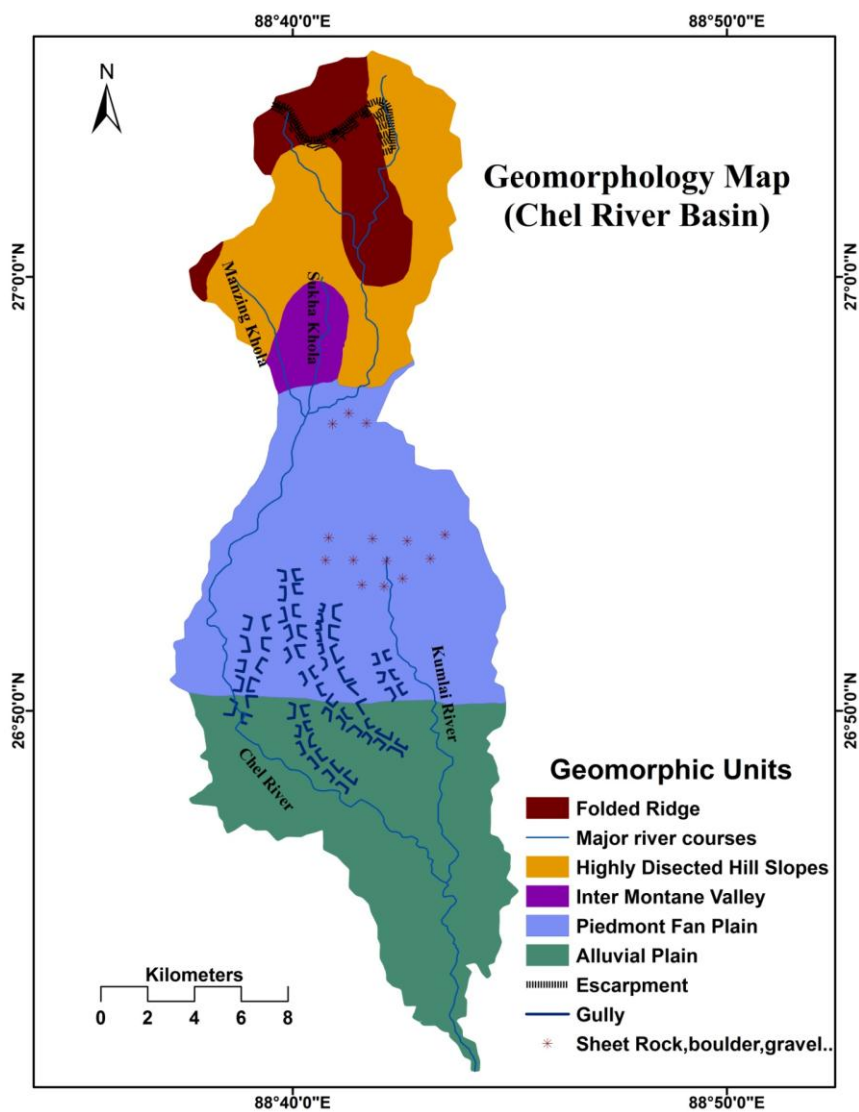 88°40'0"E
88°50'0"E
N
Geomorphology Map
(Chel River Basin)
27°0'0"N
27°0'0"N
Manzing Khola
Sukha Khola
Kumlai River
26°50'0"N
26°50'0"N
Chel River
Geomorphic Units
Folded Ridge
Major river courses
Highly Disected Hill Slopes
Inter Montane Valley
Piedmont Fan Plain
Alluvial Plain
Escarpment
Gully
Sheet Rock,boulder,gravel..
Kilometers
0 2 4 6 8
88°40'0"E
88°50'0"E